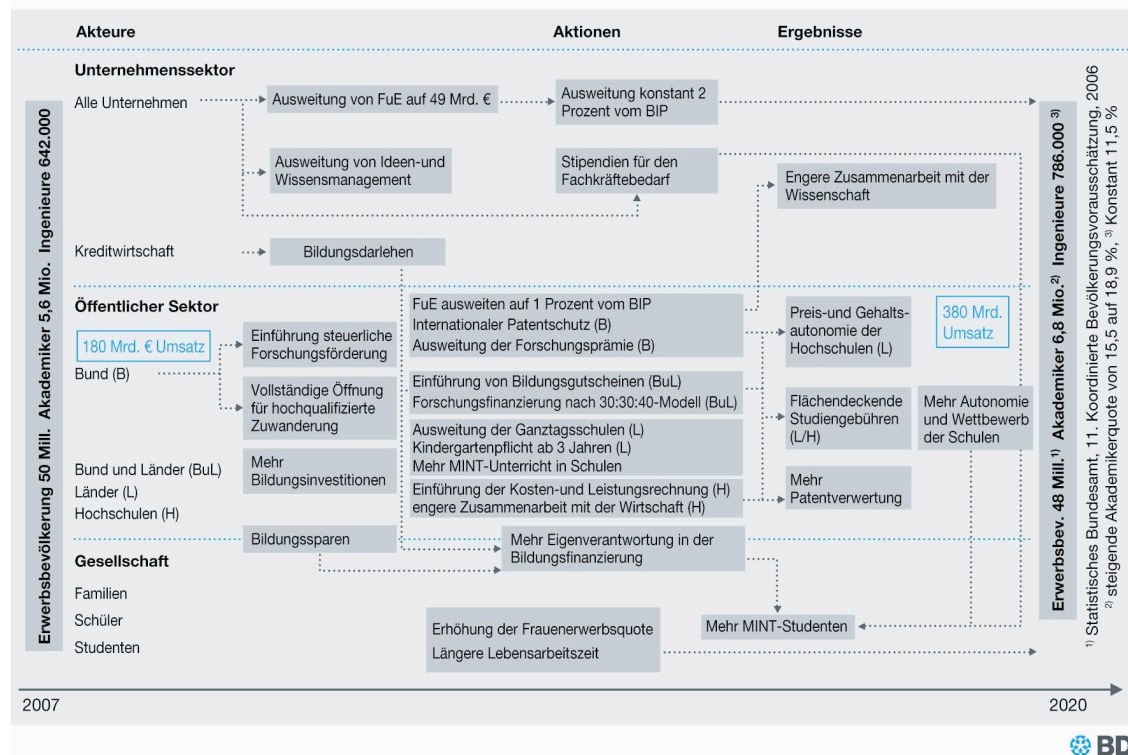 Akteure
Aktionen
Ergebnisse
Erwerbsbevölkerung 50 Mill. Akademiker 5,6 Mio. Ingenieure 642.000
Unternehmenssektor
Alle Unternehmen
Ausweitung von FuE auf 49 Mrd. €
Ausweitung konstant 2
Prozent vom BIP
Ausweitung von Ideen-und
Wissensmanagement
Stipendien für den
Fachkräftebedarf
Engere Zusammenarbeit mit der
Wissenschaft
Kreditwirtschaft
Bildungsdarlehen
Öffentlicher Sektor
180 Mrd. € Umsatz
Bund (B)
Einführung steuerliche
Forschungsförderung
Vollständige Öffnung
für hochqualifizierte
Zuwanderung
Bund und Länder (BuL)
Länder (L)
Hochschulen (H)
Mehr
Bildungsinvestitionen
Bildungssparen
FuE ausweiten auf 1 Prozent vom BIP
Internationaler Patentschutz (B)
Ausweitung der Forschungsprämie (B)
Einführung von Bildungsgutscheinen (BuL)
Forschungsfinanzierung nach 30:30:40-Modell (BuL)
Ausweitung der Ganztagsschulen (L)
Kindergartenpflicht ab 3 Jahren (L)
Mehr MINT-Unterricht in Schulen
Einführung der Kosten-und Leistungsrechnung (H)
engere Zusammenarbeit mit der Wirtschaft (H)
Preis-und Gehalts-
autonomie der
Hochschulen (L)
380 Mrd.
Umsatz
Flächendeckende
Studiengebühren
(L/H)
Mehr Autonomie
und Wettbewerb
der Schulen
Mehr
Patentverwertung
Mehr Eigenverantwortung in der
Bildungsfinanzierung
Gesellschaft
Familien
Schüler
Studenten
Erhöhung der Frauenerwerbsquote
Längere Lebensarbeitszeit
Mehr MINT-Studenten
Erwerbsbev. 48 Mill. 1) Akademiker 6,8 Mio. 2) Ingenieure 786.000 3)
1) Statistisches Bundesamt, 11. Koordinierte Bevölkerungsvorausschätzung, 2006
2) steigende Akademikerquote von 15,5 auf 18,9 %, 3) Konstant 11,5 %
2007
2020
BD